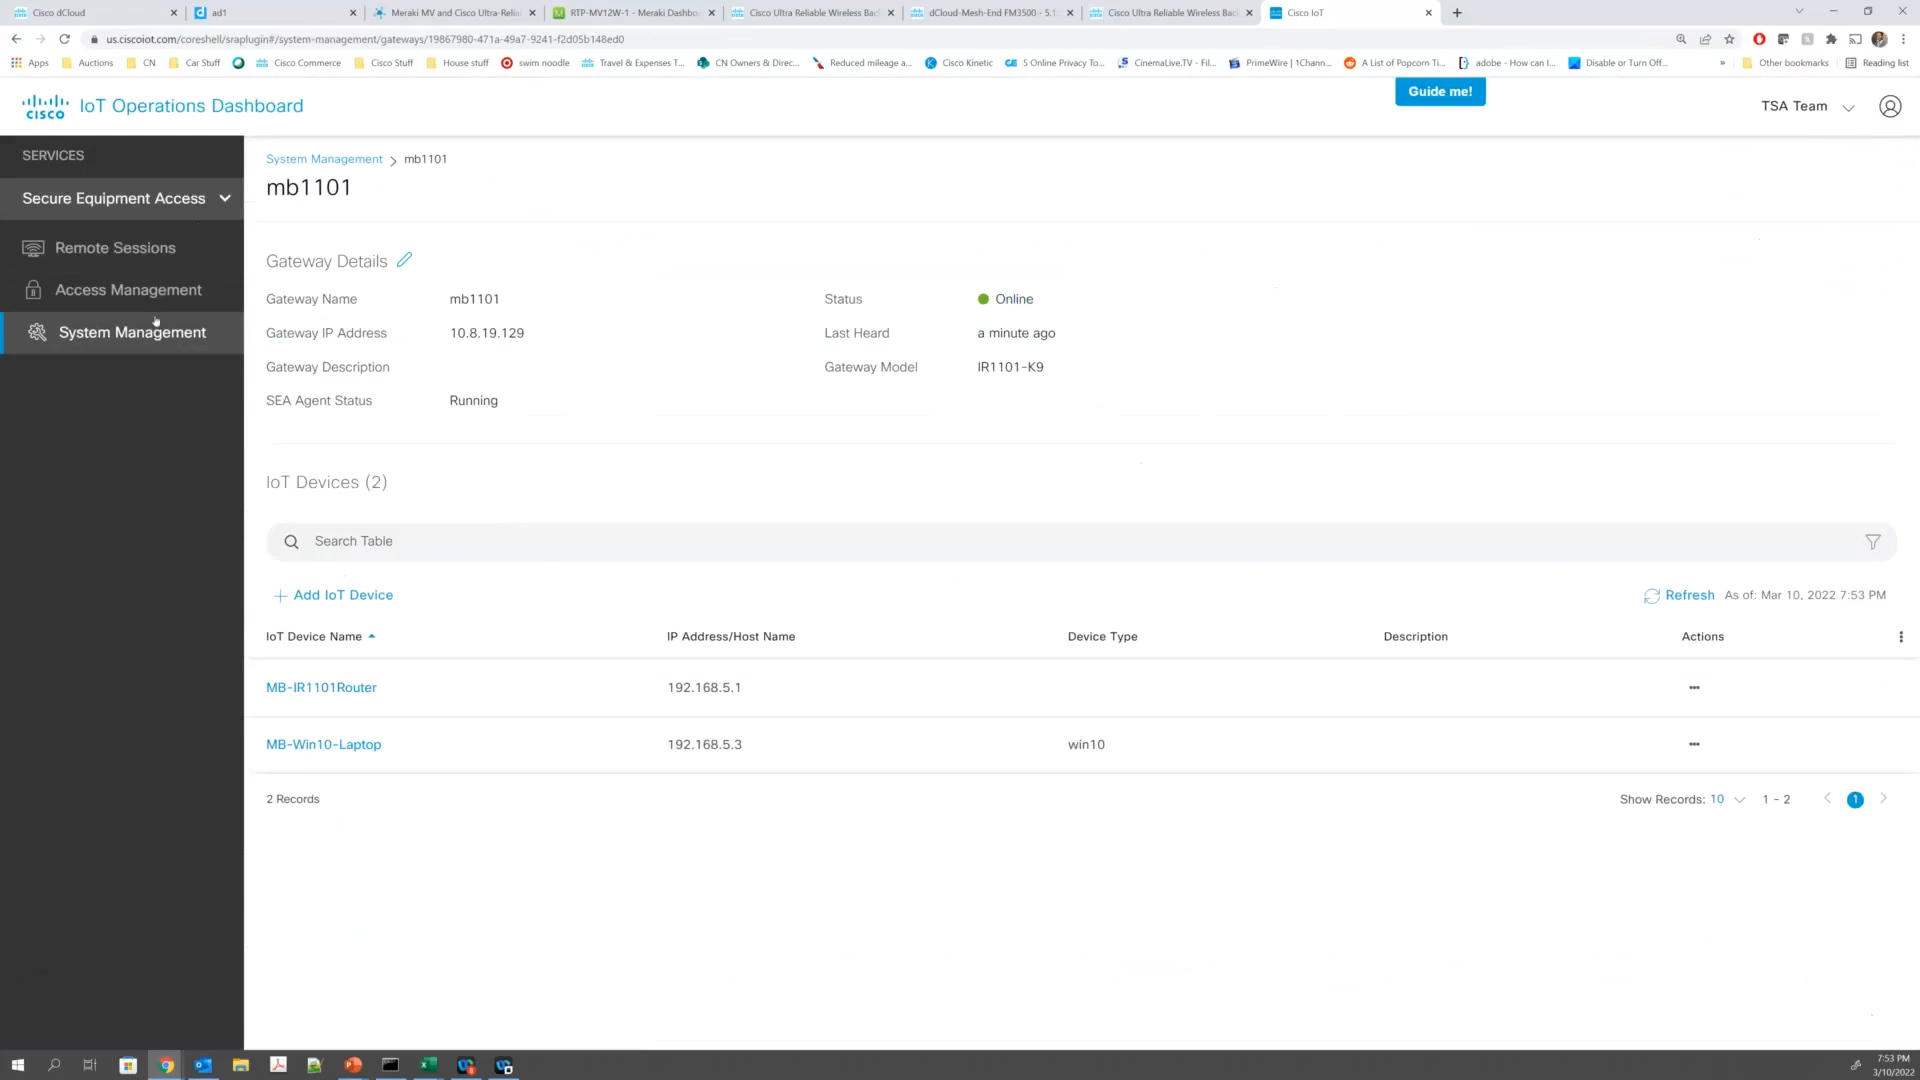 Cisco dCloud
ad1
Meraki MV and Cisco Ultra-Relia
RTP-MV12W-1 - Meraki Dashbo
Cisco Ultra Reliable Wireless Bac
dCloud-Mesh-End FM3500 - 5.1
Cisco Ultra Reliable Wireless Bac
Cisco IoT
us.ciscoiot.com/coreshell/sraplugin#/system-management/gateways/19867980-471a-49a7-9241-f2d05b148ed0
Apps
Auctions
CN
Car Stuff
Cisco Commerce
Cisco Stuff
House stuff
swim noodle
Travel & Expenses T...
CN Owners & Direc...
Reduced mileage a...
Cisco Kinetic
5 Online Privacy To...
CinemaLive.TV - Fil...
PrimeWire | 1Chann...
A List of Popcorn Ti...
adobe - How can I...
Disable or Turn Off...
»
Other bookmarks
Reading list
CISCO
IoT Operations Dashboard
Guide me!
TSA Team
SERVICES
Secure Equipment Access
Remote Sessions
Access Management
System Management
System Management > mb1101
mb1101
Gateway Details
Gateway Name mb1101 Status Online
Gateway IP Address 10.8.19.129 Last Heard a minute ago
Gateway Description Gateway Model IR1101-K9
SEA Agent Status Running
IoT Devices (2)
Search Table
+ Add IoT Device
Refresh As of: Mar 10, 2022 7:53 PM
IoT Device Name IP Address/Host Name Device Type Description Actions
MB-IR1101Router 192.168.5.1
MB-Win10-Laptop 192.168.5.3 win10
2 Records
Show Records: 10 1 - 2 1
7:53 PM
3/10/2022